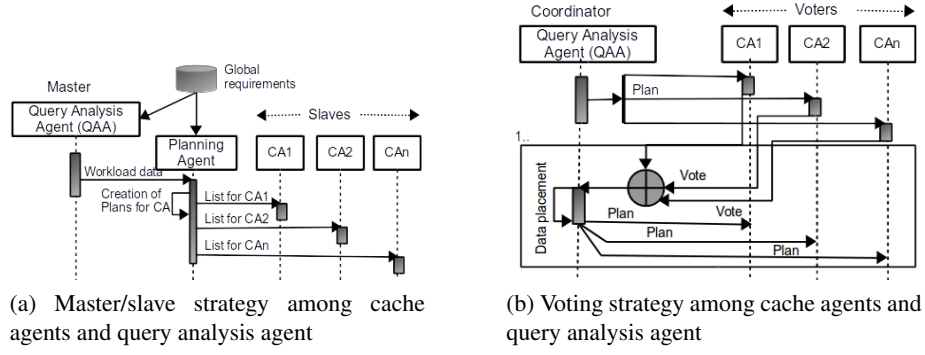 Global
requirements
Master
Slaves
Query Analysis
Agent (QAA)
Planning
Agent
CA1
CA2
CAn
Workload data
Creation of
Plans for CA
List for CA1
List for CA2
List for CAn
(a) Master/slave strategy among cache
agents and query analysis agent
Coordinator
Voters
Query Analysis
Agent (QAA)
CA1
CA2
CAn
Plan
1..
Data placement
Vote
Vote
Plan
Plan
Plan
(b) Voting strategy among cache agents and
query analysis agent